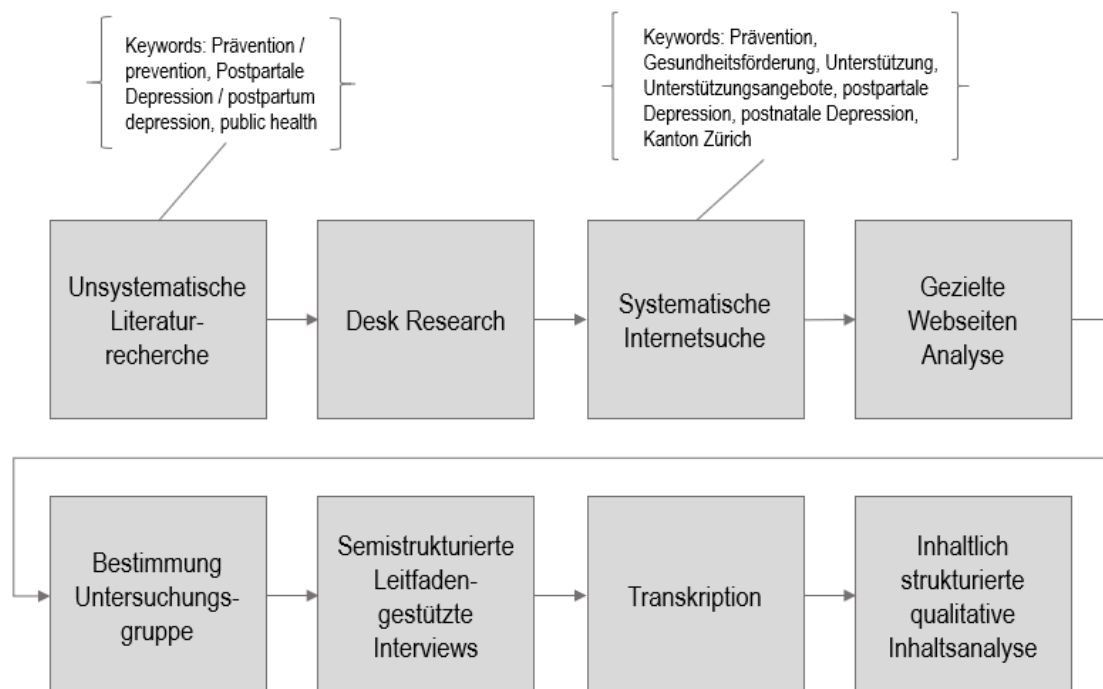 Keywords: Prävention /
prevention, Postpartale
Depression / postpartum
depression, public health
Keywords: Prävention,
Gesundheitsförderung, Unterstützung,
Unterstützungsangebote, postpartale
Depression, postnatale Depression,
Kanton Zürich
Unsystematische
Literatur-
recherche
Desk Research
Systematische
Internetsuche
Gezielte
Webseiten
Analyse
Bestimmung
Untersuchungs-
gruppe
Semistrukturierte
Leitfaden-
gestützte
Interviews
Transkription
Inhaltlich
strukturierte
qualitative
Inhaltsanalyse